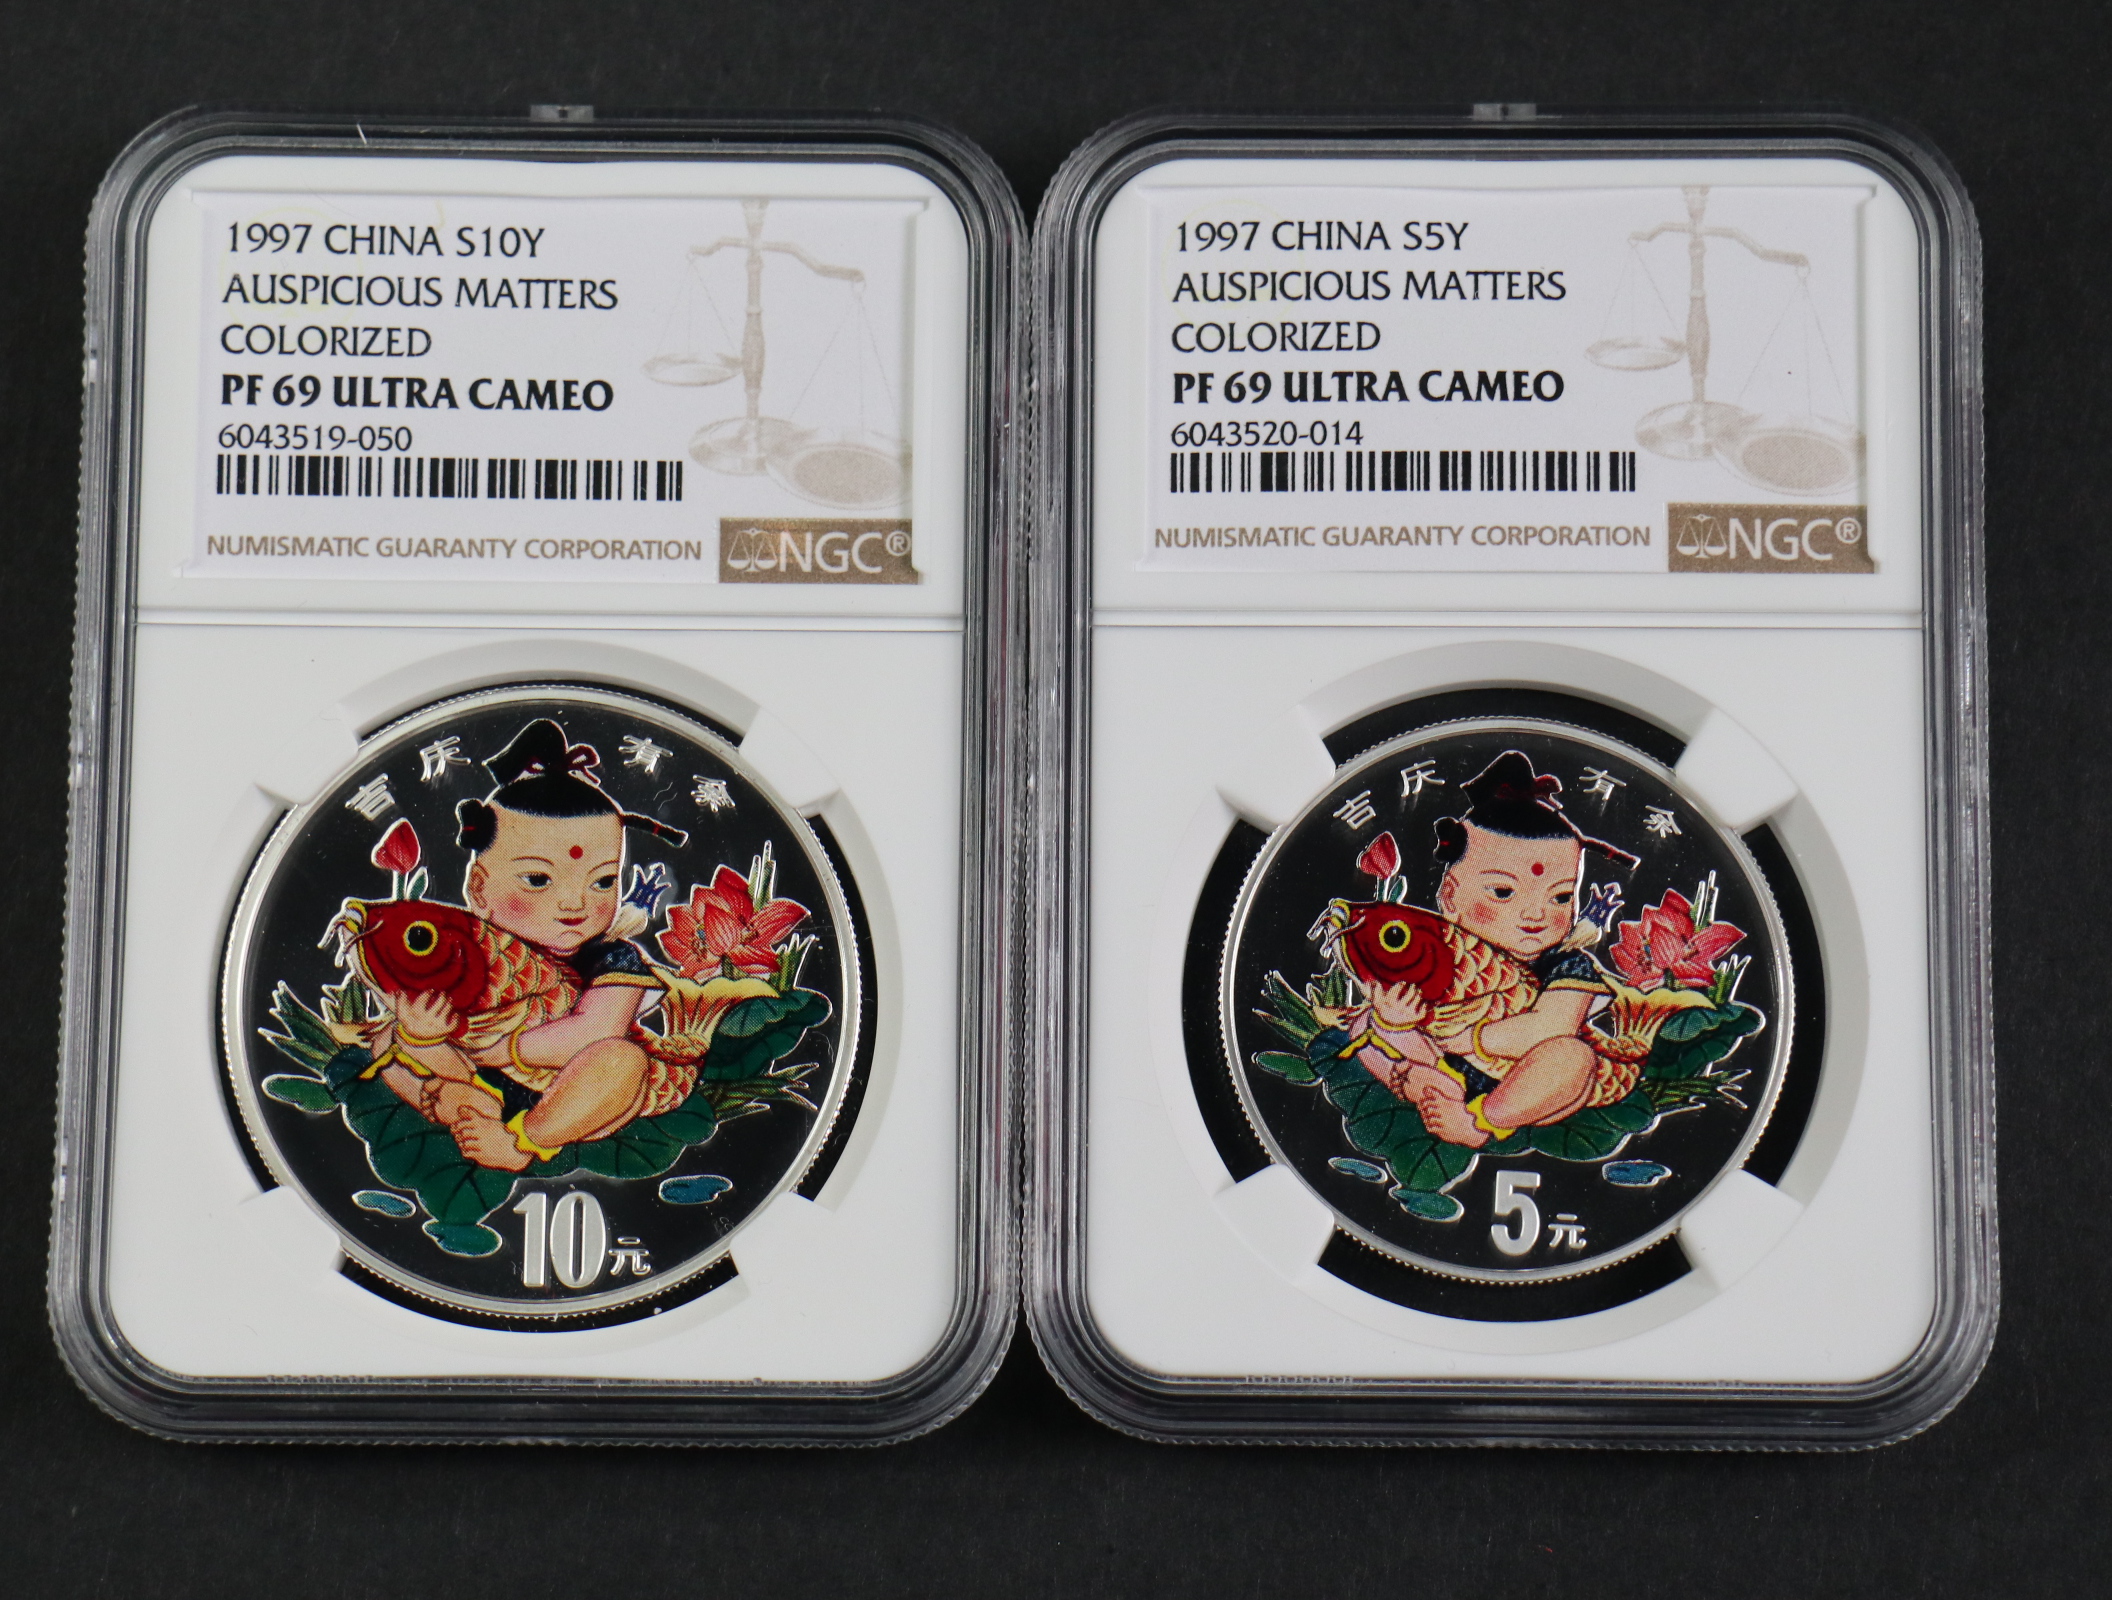 1997 CHINA S10Y
AUSPICIOUS MATTERS
COLORIZED
PF 69 ULTRA CAMEO
6043519-050
NUMISMATIC GUARANTY CORPORATION
NGC®
吉庆有余
10元
1997 CHINA S5Y
AUSPICIOUS MATTERS
COLORIZED
PF 69 ULTRA CAMEO
6043520-014
NUMISMATIC GUARANTY CORPORATION
NGC®
吉庆有余
5元